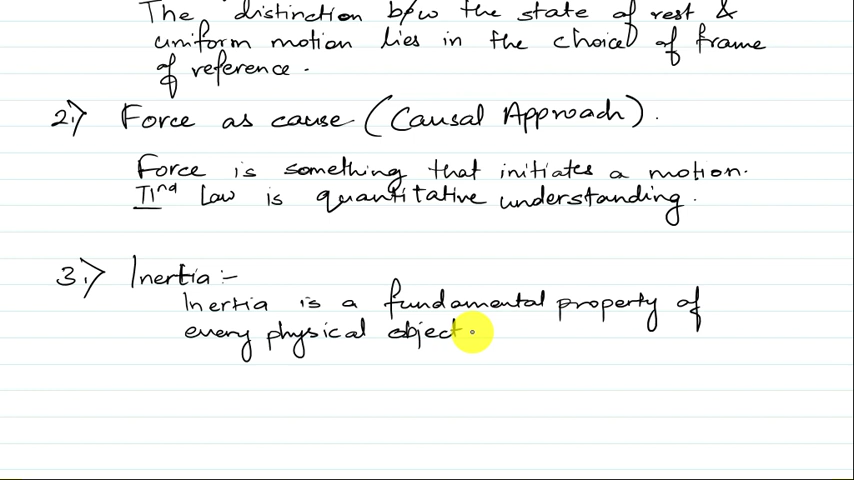 The distinction b/w the state of rest &
uniform motion lies in the choice of frame
of reference.
2.) Force as cause (Causal Approach).
Force is something that initiates a motion.
IInd Law is quantitative understanding.
3.) Inertia :-
Inertia is a fundamental property of
every physical object.